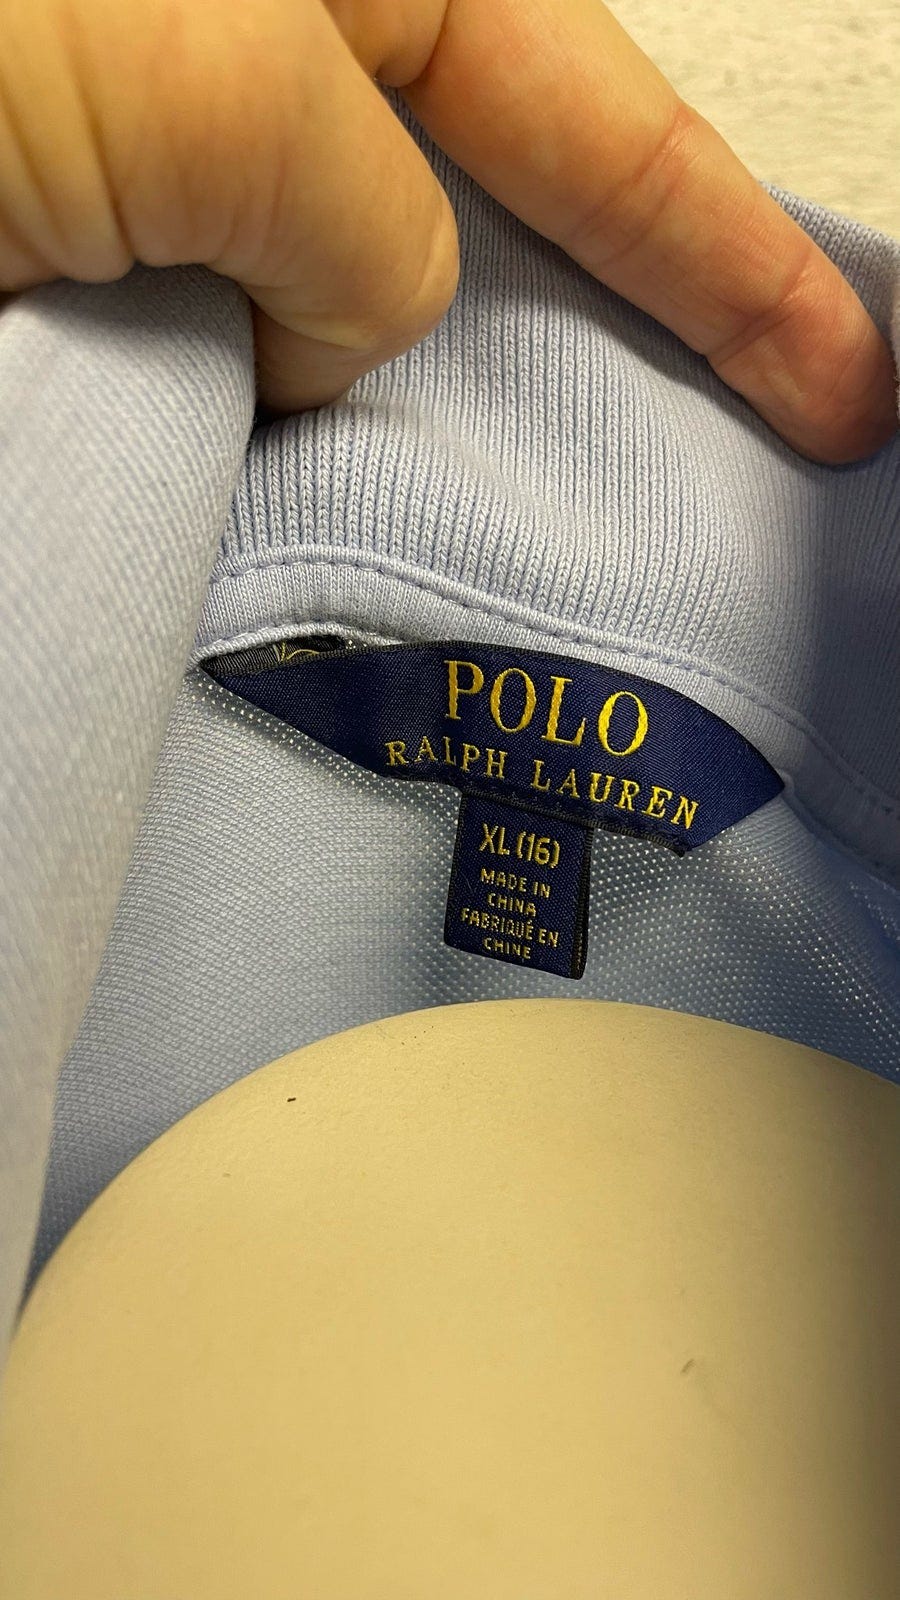 POLO
RALPH LAUREN
XL (16)
MADE IN
CHINA
FABRIQUÉ EN
CHINE